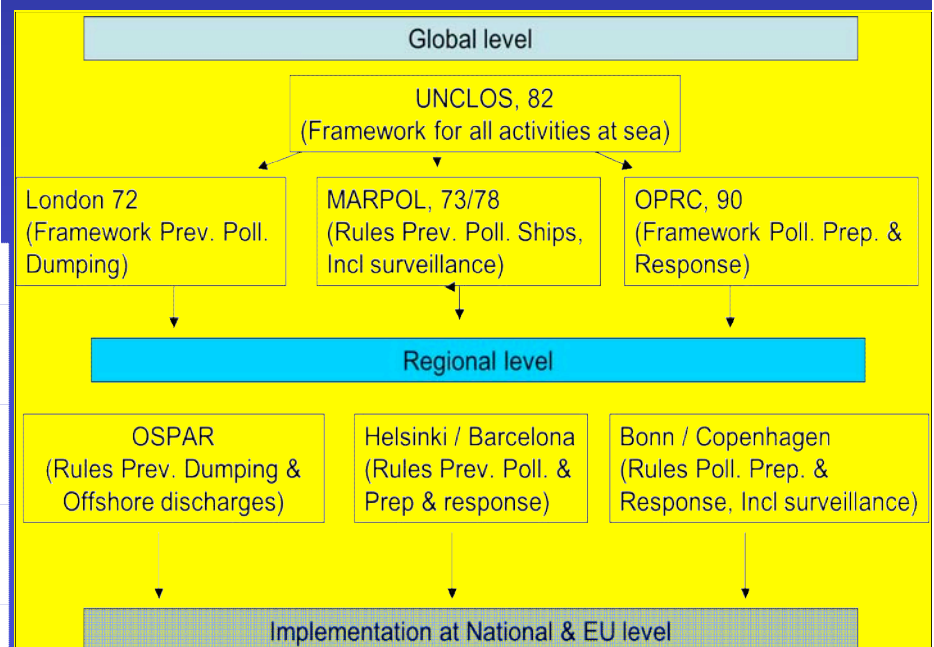 Global level
UNCLOS, 82
(Framework for all activities at sea)
London 72
(Framework Prev. Poll.
Dumping)
MARPOL, 73/78
(Rules Prev. Poll. Ships,
Incl surveillance)
OPRC, 90
(Framework Poll. Prep. &
Response)
Regional level
OSPAR
(Rules Prev. Dumping &
Offshore discharges)
Helsinki / Barcelona
(Rules Prev. Poll. &
Prep & response)
Bonn / Copenhagen
(Rules Poll. Prep. &
Response, Incl surveillance)
Implementation at National & EU level